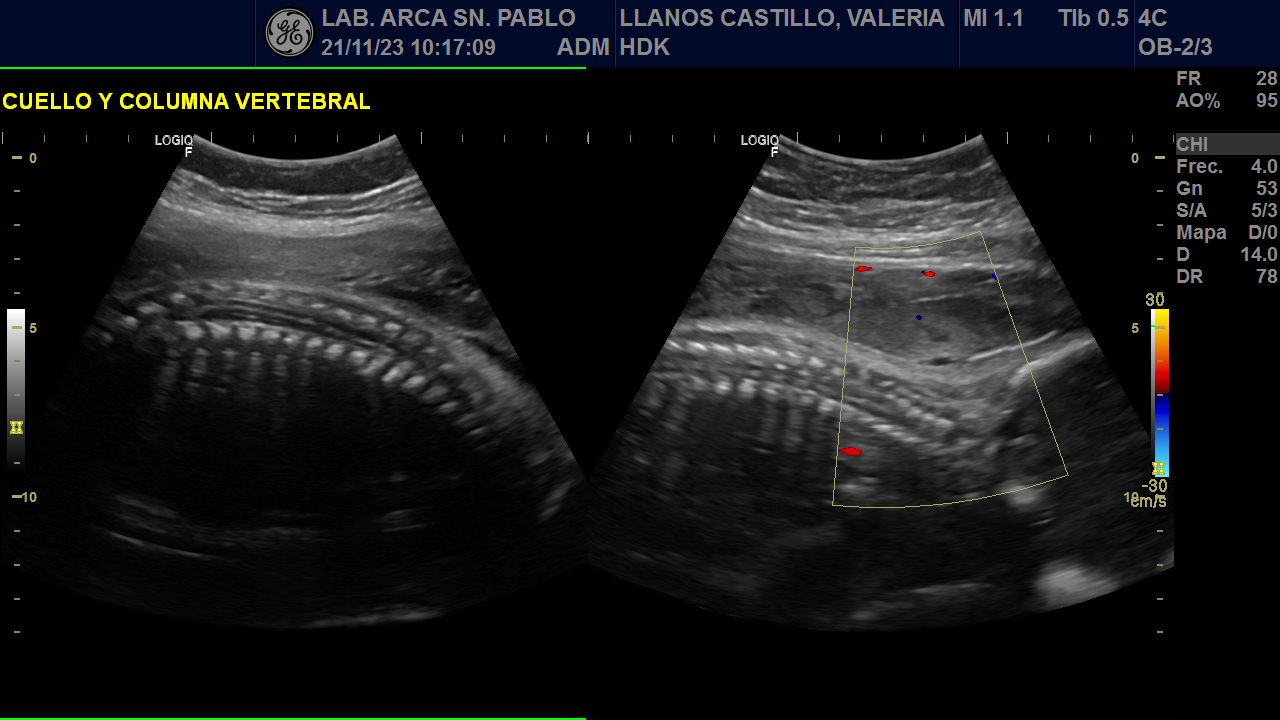 LAB. ARCA SN. PABLO
21/11/23 10:17:09 ADM
LLANOS CASTILLO, VALERIA
HDK
MI 1.1 TIb 0.5
4C
OB-2/3
CUELLO Y COLUMNA VERTEBRAL
LOGIQ
F
0
5
10
LOGIQ
F
0
5
10
30
-30
cm/s
FR 28
AO% 95
CHI
Frec. 4.0
Gn 53
S/A 5/3
Mapa D/0
D 14.0
DR 78